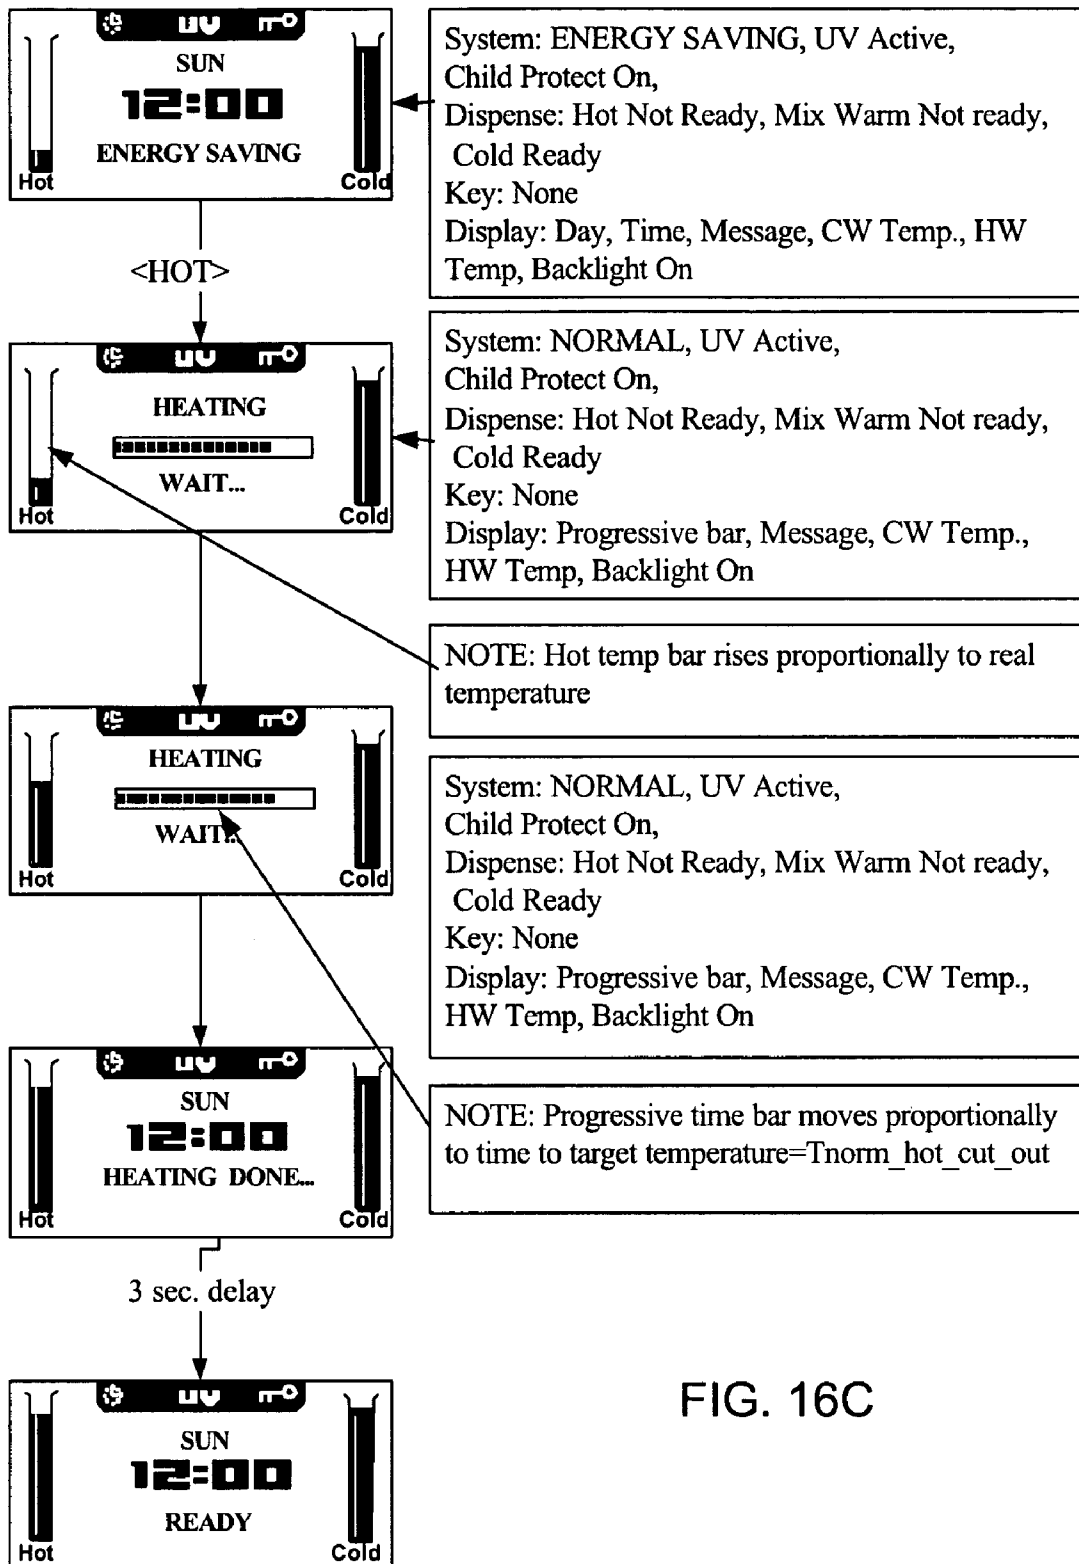 UV
SUN
12:00
ENERGY SAVING
Hot
Cold
System: ENERGY SAVING, UV Active,
Child Protect On,
Dispense: Hot Not Ready, Mix Warm Not ready,
Cold Ready
Key: None
Display: Day, Time, Message, CW Temp., HW
Temp, Backlight On
<HOT>
UV
HEATING
WAIT...
Hot
Cold
System: NORMAL, UV Active,
Child Protect On,
Dispense: Hot Not Ready, Mix Warm Not ready,
Cold Ready
Key: None
Display: Progressive bar, Message, CW Temp.,
HW Temp, Backlight On
NOTE: Hot temp bar rises proportionally to real
temperature
UV
HEATING
WAIT...
Hot
Cold
System: NORMAL, UV Active,
Child Protect On,
Dispense: Hot Not Ready, Mix Warm Not ready,
Cold Ready
Key: None
Display: Progressive bar, Message, CW Temp.,
HW Temp, Backlight On
UV
SUN
12:00
HEATING DONE...
Hot
Cold
NOTE: Progressive time bar moves proportionally
to time to target temperature=Tnorm_hot_cut_out
3 sec. delay
UV
SUN
12:00
READY
Hot
Cold
FIG. 16C